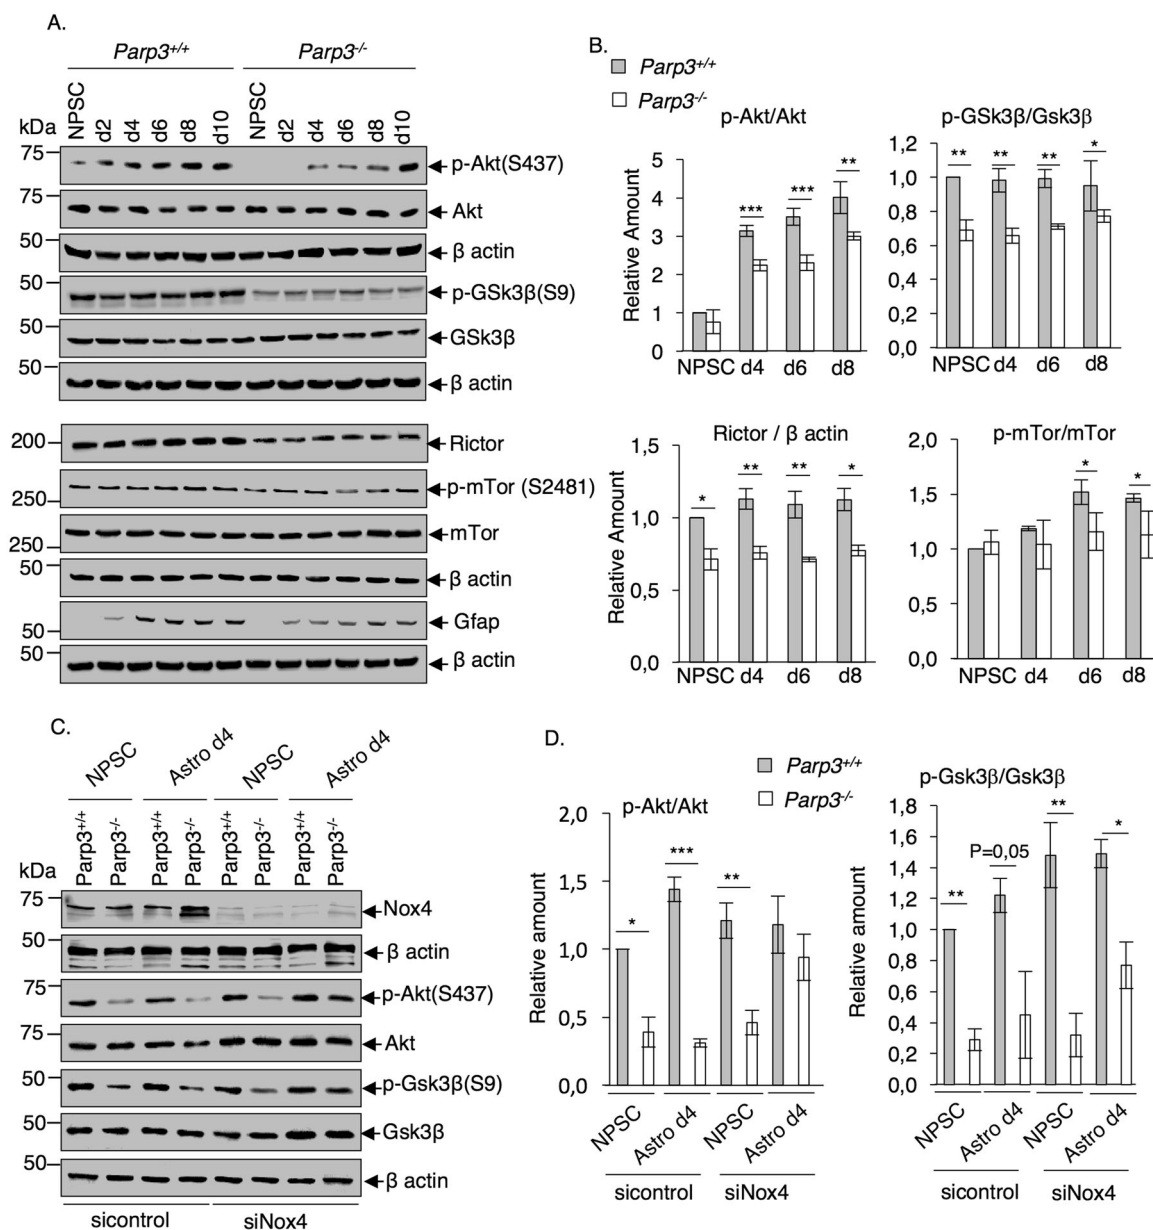 A.
Parp3+/+ Parp3-/-
kDa NPSC d2 d4 d6 d8 d10 NPSC d2 d4 d6 d8 d10
75 p-Akt(S437)
75 Akt
50 β actin
50 p-GSk3β(S9)
50 GSk3β
50 β actin
200 Rictor
250 p-mTor (S2481)
250 mTor
β actin
50 Gfap
50 β actin
B.
Parp3+/+
Parp3-/-
p-Akt/Akt
Relative Amount
5
4
3
2
1
0
*** *** **
NPSC d4 d6 d8
p-GSk3β/Gsk3β
1,2
1,0
0,8
0,6
0,4
0,2
0,0
** ** ** *
NPSC d4 d6 d8
Rictor / β actin
Relative Amount
1,5
1,0
0,5
0,0
* ** ** *
NPSC d4 d6 d8
p-mTor/mTor
2,0
1,5
1,0
0,5
0,0
* *
NPSC d4 d6 d8
C.
NPSC Astro d4 NPSC Astro d4
kDa Parp3+/+ Parp3-/- Parp3+/+ Parp3-/- Parp3+/+ Parp3-/- Parp3+/+ Parp3-/-
75 Nox4
50 β actin
75 p-Akt(S437)
75 Akt
50 p-Gsk3β(S9)
50 Gsk3β
50 β actin
sicontrol siNox4
D.
Parp3+/+
Parp3-/-
p-Akt/Akt
Relative amount
2,0
1,5
1,0
0,5
0,0
* *** **
NPSC Astro d4 NPSC Astro d4
sicontrol siNox4
p-Gsk3β/Gsk3β
Relative amount
1,8
1,6
1,4
1,2
1,0
0,8
0,6
0,4
0,2
0,0
** P=0,05 ** *
NPSC Astro d4 NPSC Astro d4
sicontrol siNox4